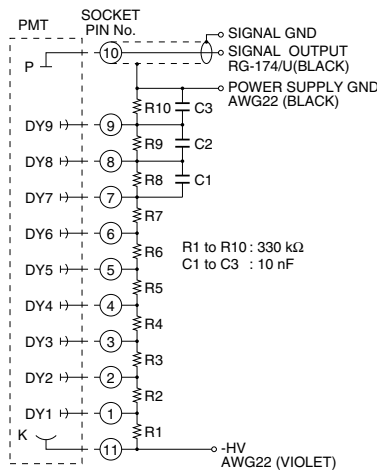 PMT
SOCKET
PIN No.
SIGNAL GND
P
10
SIGNAL OUTPUT
RG-174/U(BLACK)
POWER SUPPLY GND
AWG22 (BLACK)
R10
C3
DY9
9
R9
C2
DY8
8
R8
C1
DY7
7
R7
DY6
6
R6
R1 to R10 : 330 kΩ
C1 to C3 : 10 nF
DY5
5
R5
DY4
4
R4
DY3
3
R3
DY2
2
R2
DY1
1
R1
K
11
-HV
AWG22 (VIOLET)